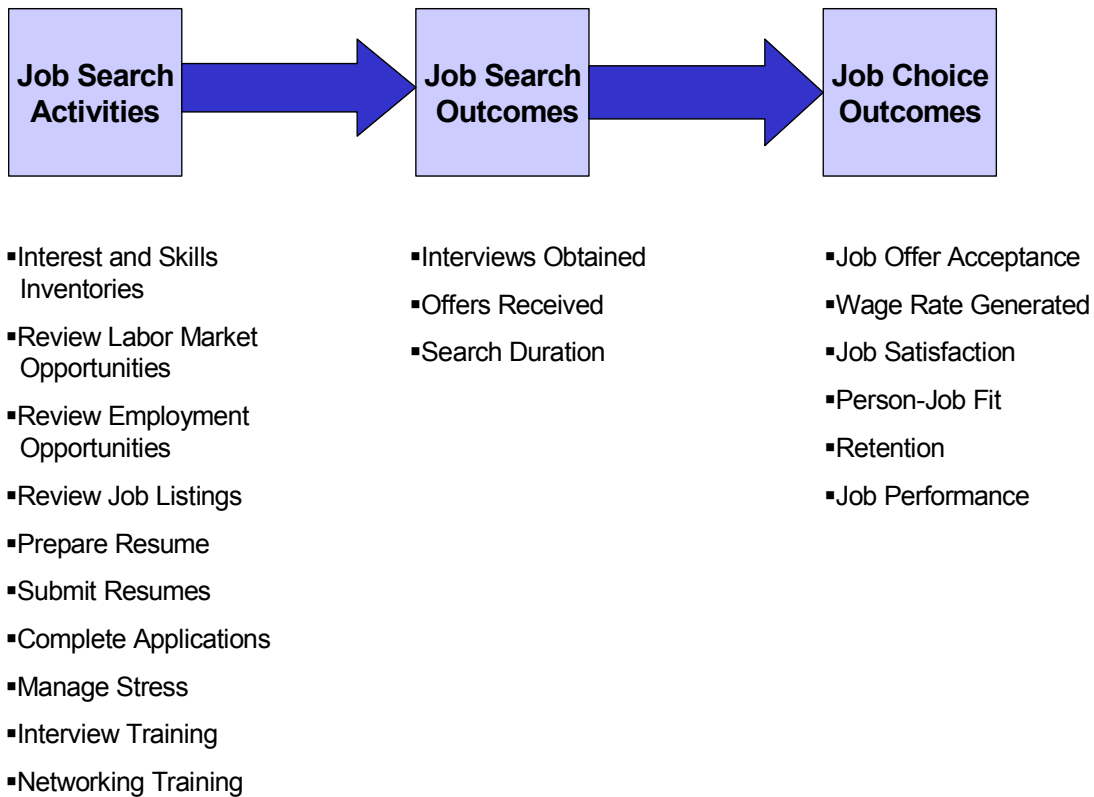 Job Search
Activities
Job Search
Outcomes
Job Choice
Outcomes
▪Interest and Skills
Inventories
▪Review Labor Market
Opportunities
▪Review Employment
Opportunities
▪Review Job Listings
▪Prepare Resume
▪Submit Resumes
▪Complete Applications
▪Manage Stress
▪Interview Training
▪Networking Training
▪Interviews Obtained
▪Offers Received
▪Search Duration
▪Job Offer Acceptance
▪Wage Rate Generated
▪Job Satisfaction
▪Person-Job Fit
▪Retention
▪Job Performance